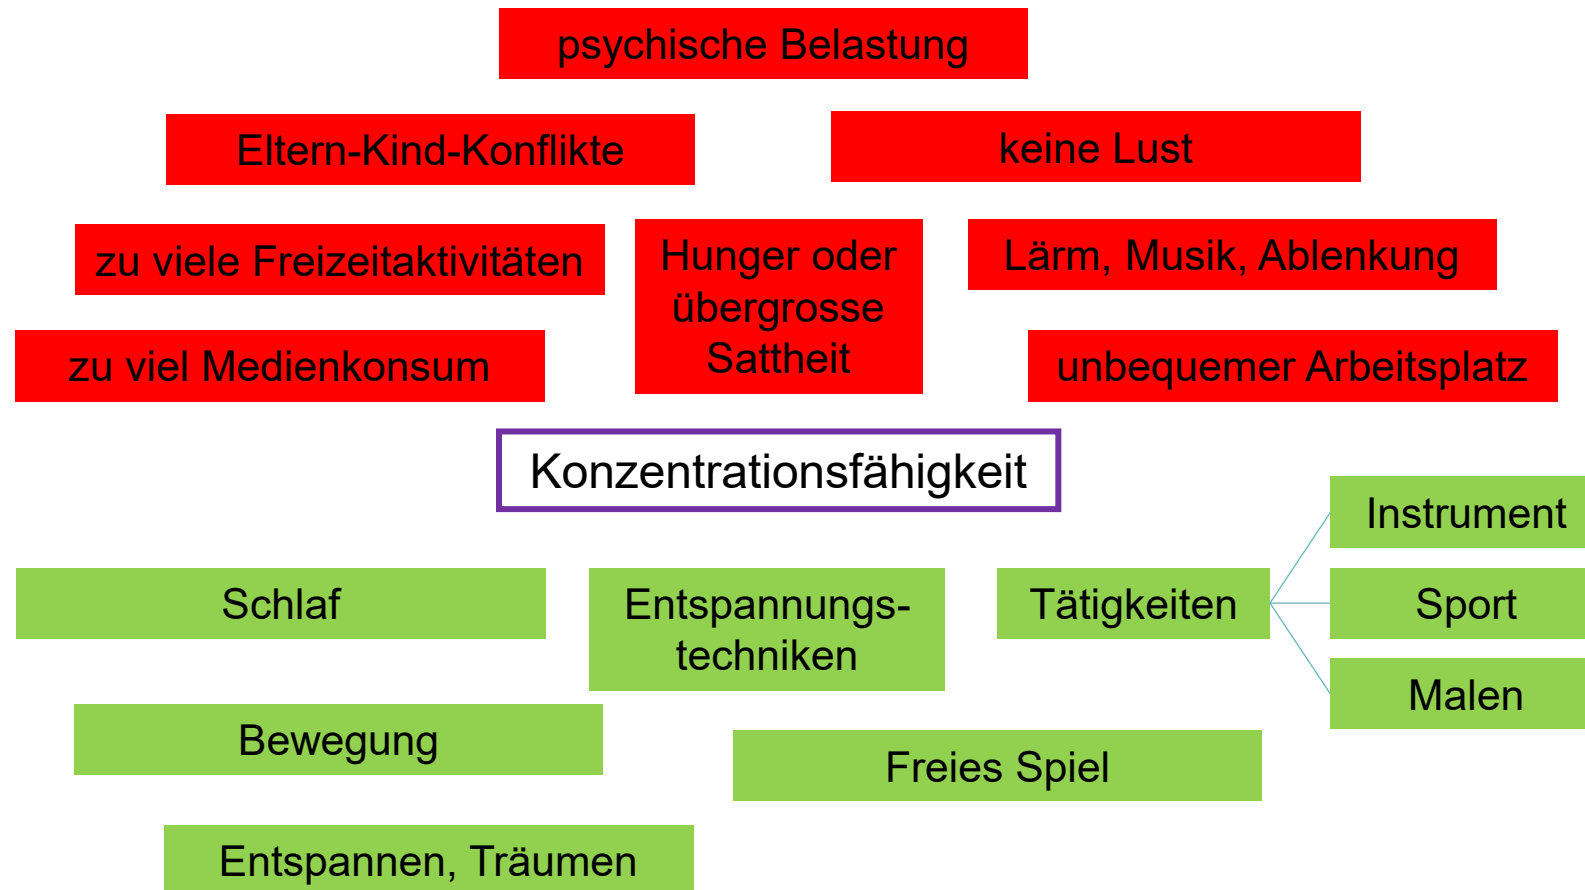 psychische Belastung
Eltern-Kind-Konflikte
keine Lust
zu viele Freizeitaktivitäten
Hunger oder
übergrosse
Sattheit
Lärm, Musik, Ablenkung
zu viel Medienkonsum
unbequemer Arbeitsplatz
Konzentrationsfähigkeit
Schlaf
Entspannungs-
techniken
Tätigkeiten
Instrument
Sport
Malen
Bewegung
Freies Spiel
Entspannen, Träumen